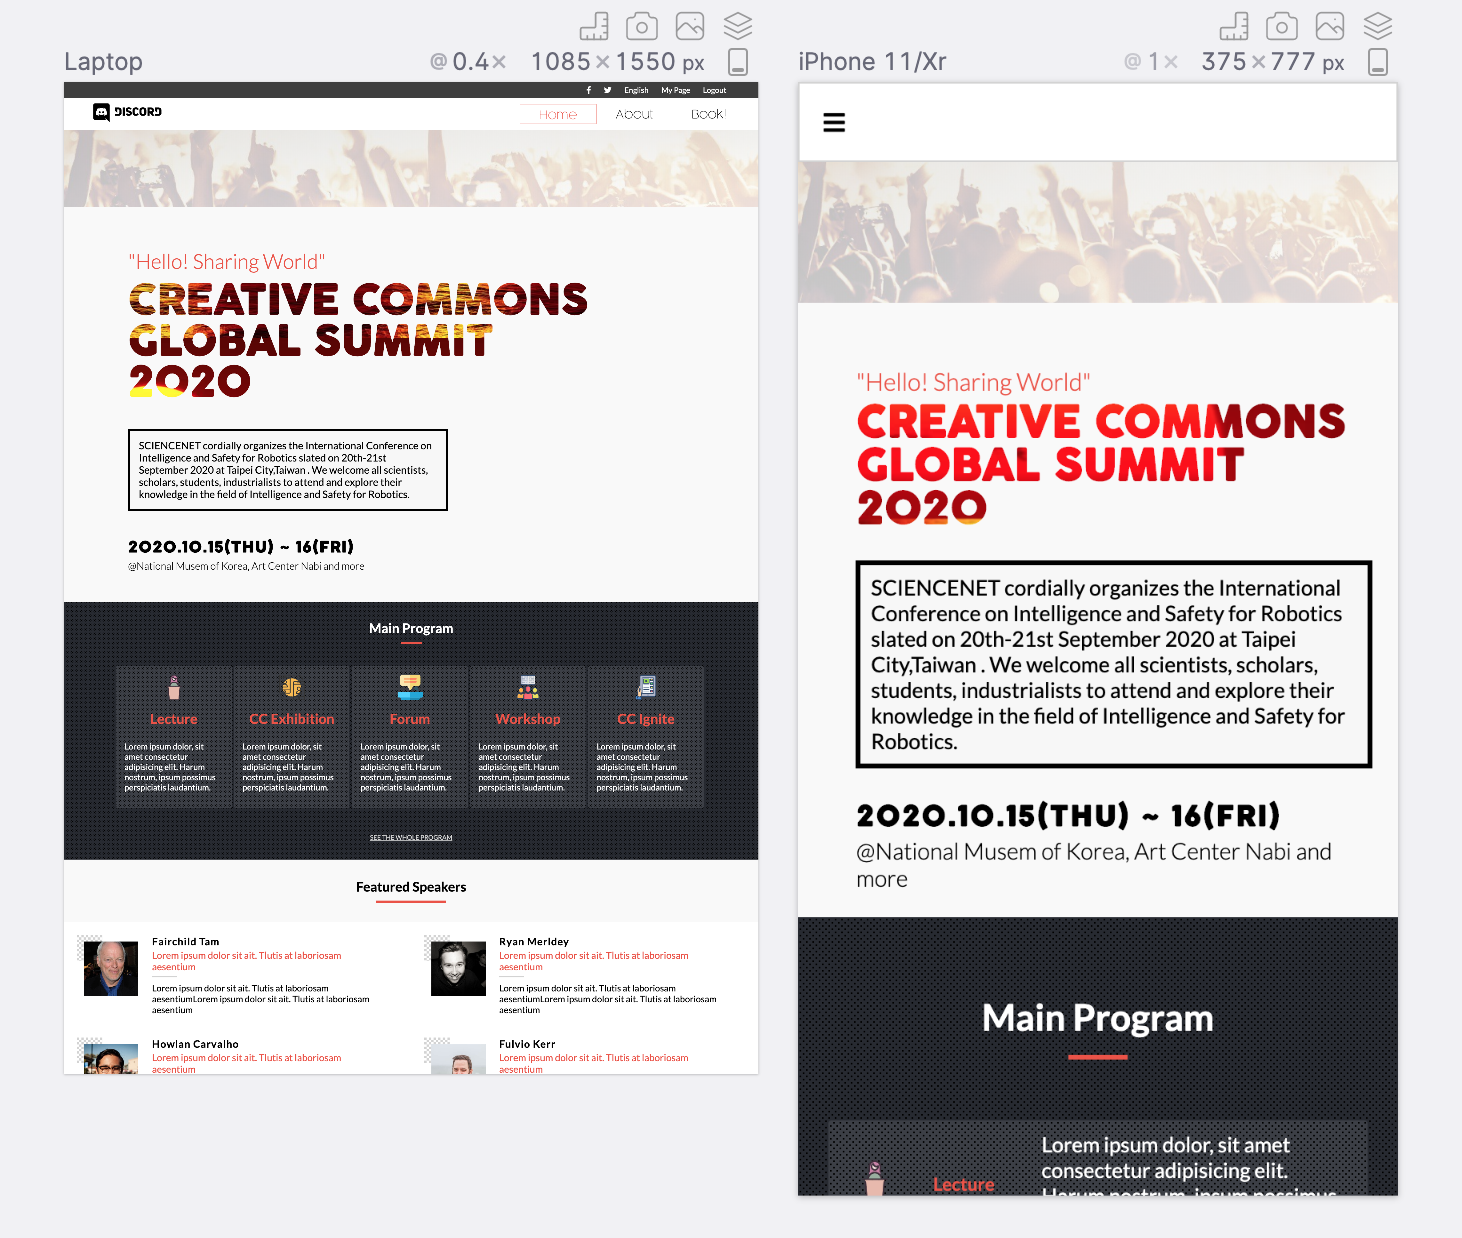 Laptop
@ 0.4× 1085×1550 px
English My Page Logout
DISCORD
Home About Book!
"Hello! Sharing World"
CREATIVE COMMONS
GLOBAL SUMMIT
2020
SCIENCENET cordially organizes the International Conference on
Intelligence and Safety for Robotics slated on 20th-21st
September 2020 at Taipei City,Taiwan . We welcome all scientists,
scholars, students, industrialists to attend and explore their
knowledge in the field of Intelligence and Safety for Robotics.
2020.10.15(THU) ~ 16(FRI)
@National Musem of Korea, Art Center Nabi and more
Main Program
Lecture
Lorem ipsum dolor, sit
amet consectetur
adipisicing elit. Harum
nostrum, ipsum possimus
perspiciatis laudantium.
CC Exhibition
Lorem ipsum dolor, sit
amet consectetur
adipisicing elit. Harum
nostrum, ipsum possimus
perspiciatis laudantium.
Forum
Lorem ipsum dolor, sit
amet consectetur
adipisicing elit. Harum
nostrum, ipsum possimus
perspiciatis laudantium.
Workshop
Lorem ipsum dolor, sit
amet consectetur
adipisicing elit. Harum
nostrum, ipsum possimus
perspiciatis laudantium.
CC Ignite
Lorem ipsum dolor, sit
amet consectetur
adipisicing elit. Harum
nostrum, ipsum possimus
perspiciatis laudantium.
SEE THE WHOLE PROGRAM
Featured Speakers
Fairchild Tam
Lorem ipsum dolor sit ait. Tlutis at laboriosam
aesentium
Lorem ipsum dolor sit ait. Tlutis at laboriosam
aesentiumLorem ipsum dolor sit ait. Tlutis at laboriosam
aesentium
Ryan Merldey
Lorem ipsum dolor sit ait. Tlutis at laboriosam
aesentium
Lorem ipsum dolor sit ait. Tlutis at laboriosam
aesentiumLorem ipsum dolor sit ait. Tlutis at laboriosam
aesentium
Howlan Carvalho
Lorem ipsum dolor sit ait. Tlutis at laboriosam
aesentium
Fulvio Kerr
Lorem ipsum dolor sit ait. Tlutis at laboriosam
aesentium
iPhone 11/Xr
@ 1× 375×777 px
"Hello! Sharing World"
CREATIVE COMMONS
GLOBAL SUMMIT
2020
SCIENCENET cordially organizes the International
Conference on Intelligence and Safety for Robotics
slated on 20th-21st September 2020 at Taipei
City,Taiwan . We welcome all scientists, scholars,
students, industrialists to attend and explore their
knowledge in the field of Intelligence and Safety for
Robotics.
2020.10.15(THU) ~ 16(FRI)
@National Musem of Korea, Art Center Nabi and
more
Main Program
Lecture
Lorem ipsum dolor, sit amet
consectetur adipisicing elit.
Harum nostrum, ipsum possimus